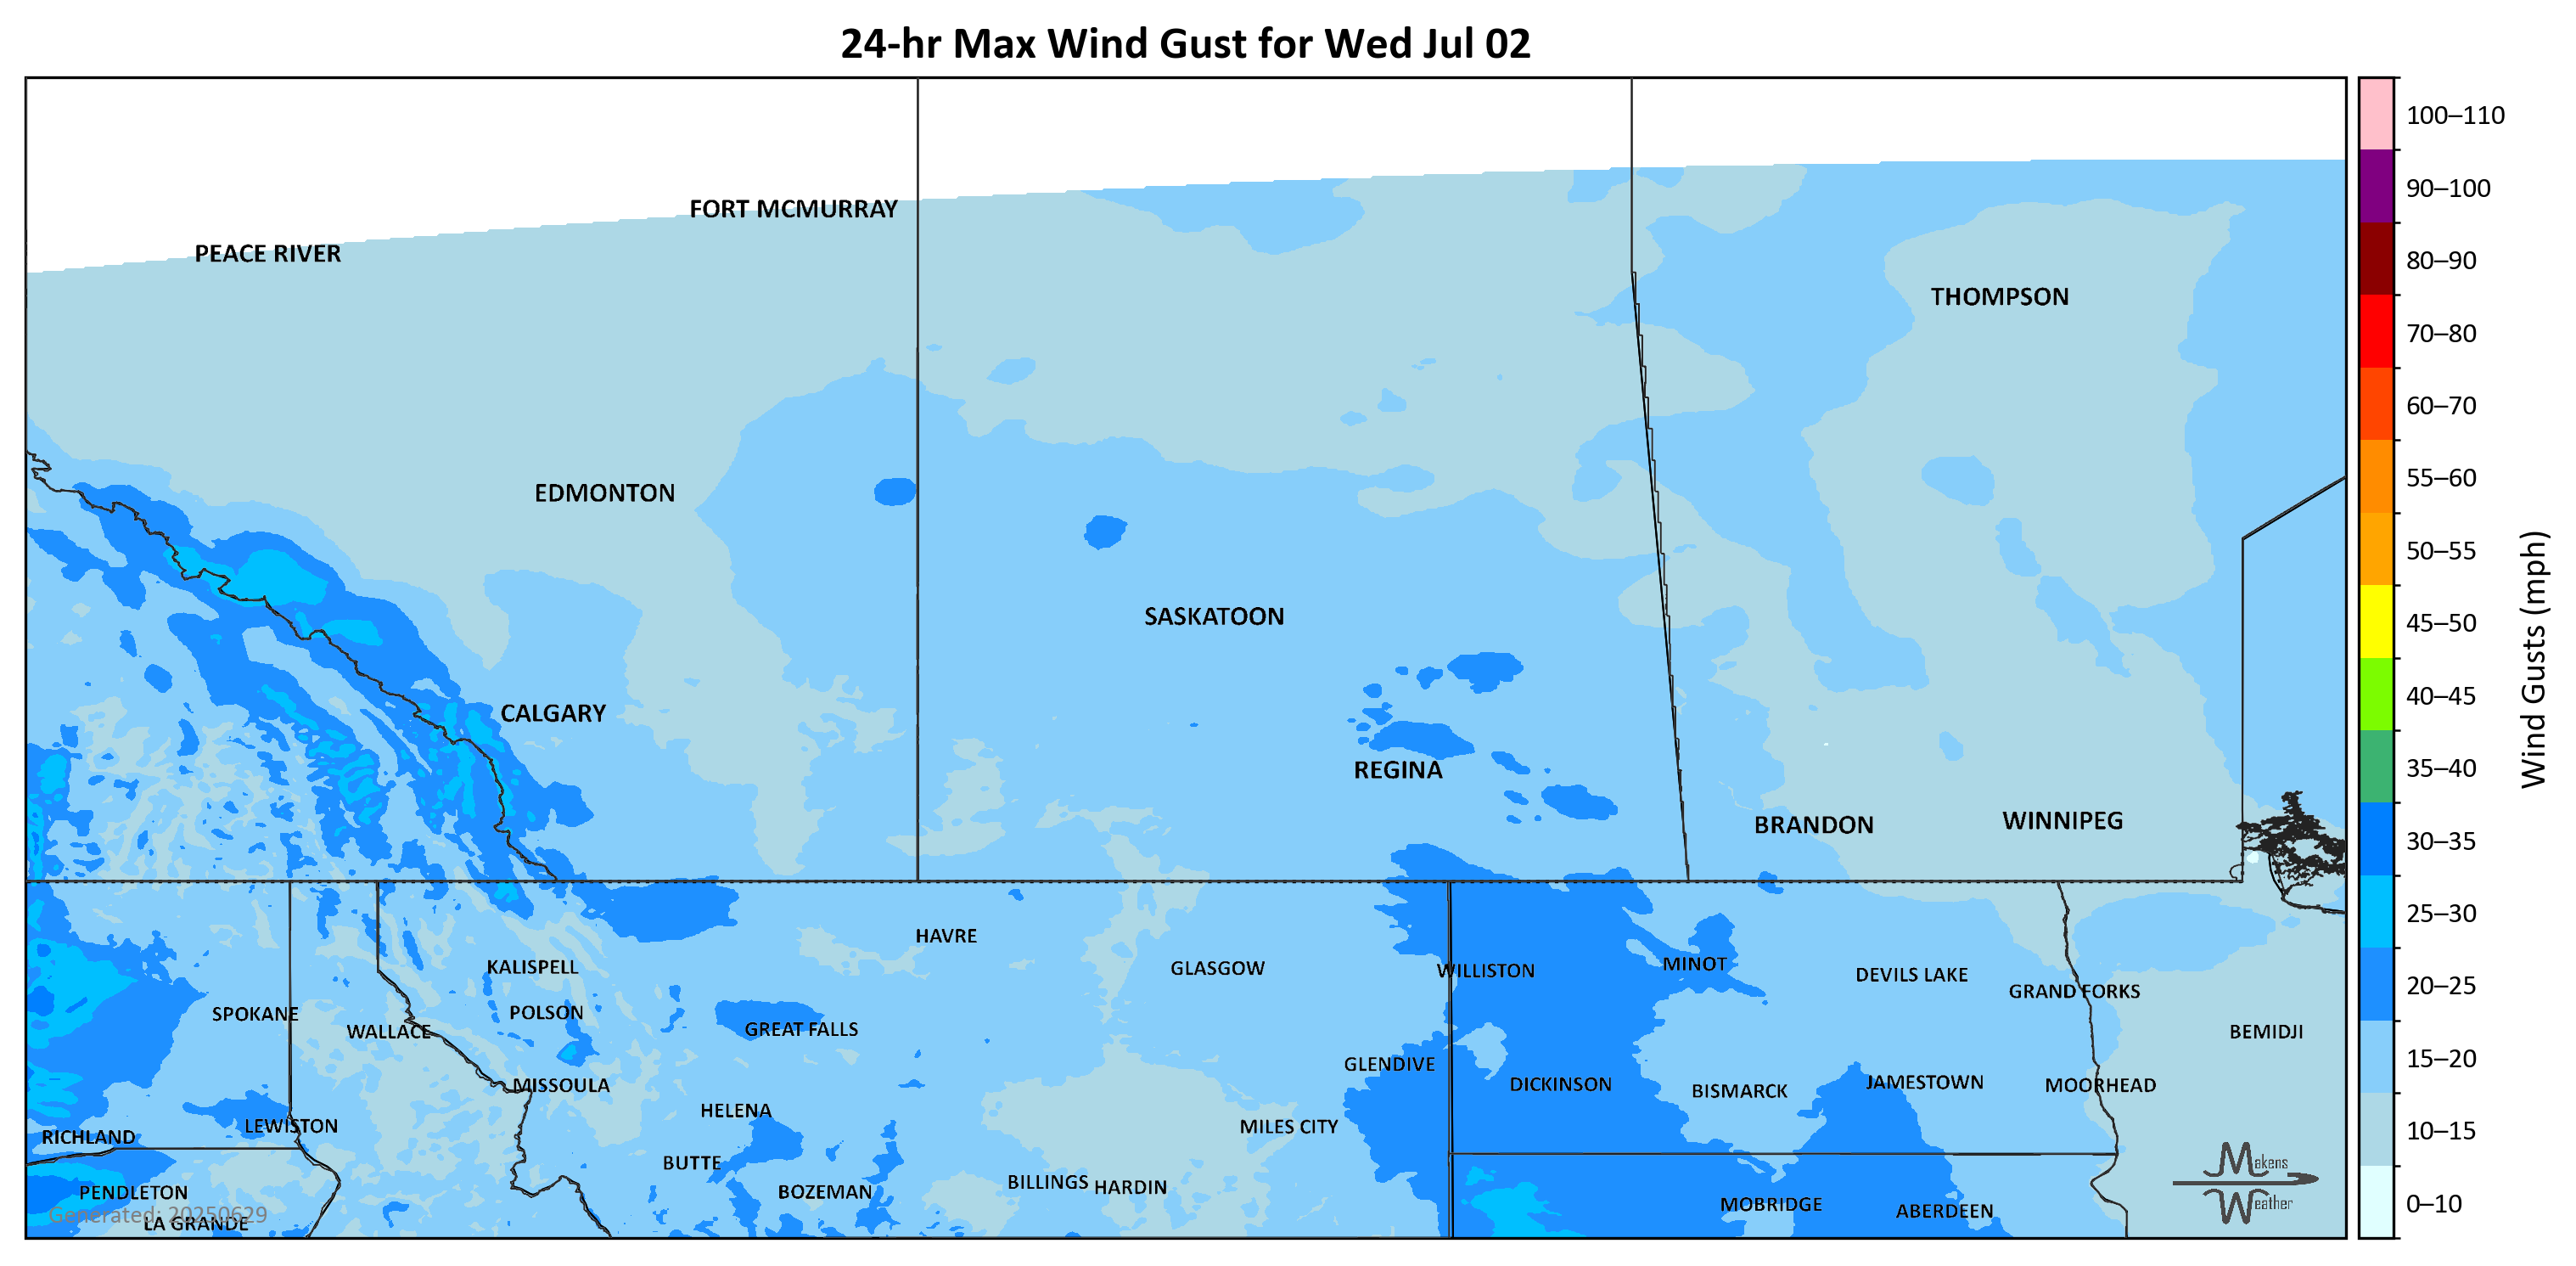 24-hr Max Wind Gust for Wed Jul 02
100–110
90–100
FORT MCMURRAY
PEACE RIVER
80–90
THOMPSON
70–80
60–70
55–60
EDMONTON
50–55
SASKATOON
45–50
40–45
CALGARY
35–40
REGINA
WINNIPEG
BRANDON
30–35
Wind Gusts (mph)
25–30
HAVRE
MINOT
KALISPELL
GLASGOW
WILLISTON
DEVILS LAKE
20–25
GRAND FORKS
POLSON
SPOKANE
GREAT FALLS
WALLACE
BEMIDJI
15–20
GLENDIVE
MISSOULA
DICKINSON
JAMESTOWN
MOORHEAD
BISMARCK
HELENA
LEWISTON
MILES CITY
10–15
RICHLAND
BUTTE
Makens
Weather
BILLINGS
HARDIN
PENDLETON
BOZEMAN
MOBRIDGE
ABERDEEN
0–10
Generated: 20250629
LA GRANDE